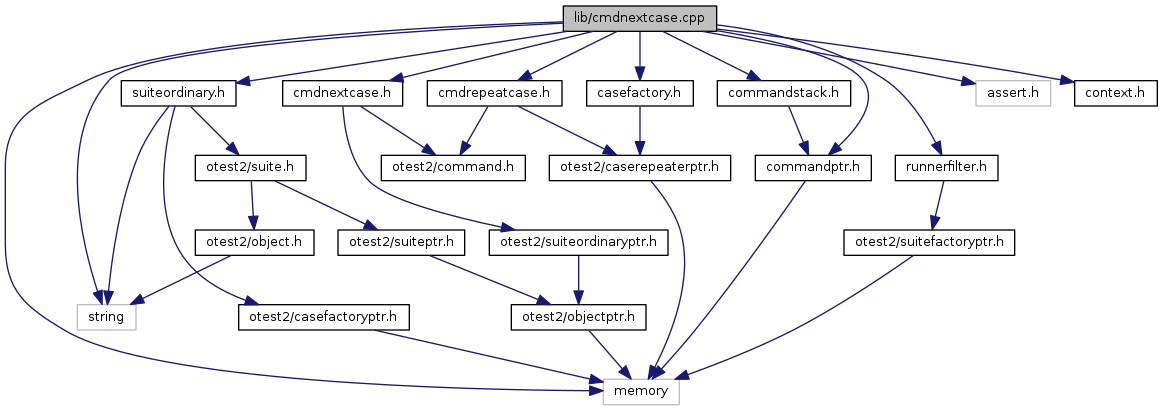 lib/cmdnextcase.cpp
suiteordinary.h
cmdnextcase.h
cmdrepeatcase.h
casefactory.h
commandstack.h
assert.h
context.h
otest2/suite.h
otest2/command.h
otest2/caserepeaterptr.h
commandptr.h
runnerfilter.h
otest2/object.h
otest2/suiteptr.h
otest2/suiteordinaryptr.h
otest2/suitefactoryptr.h
string
otest2/casefactoryptr.h
otest2/objectptr.h
memory